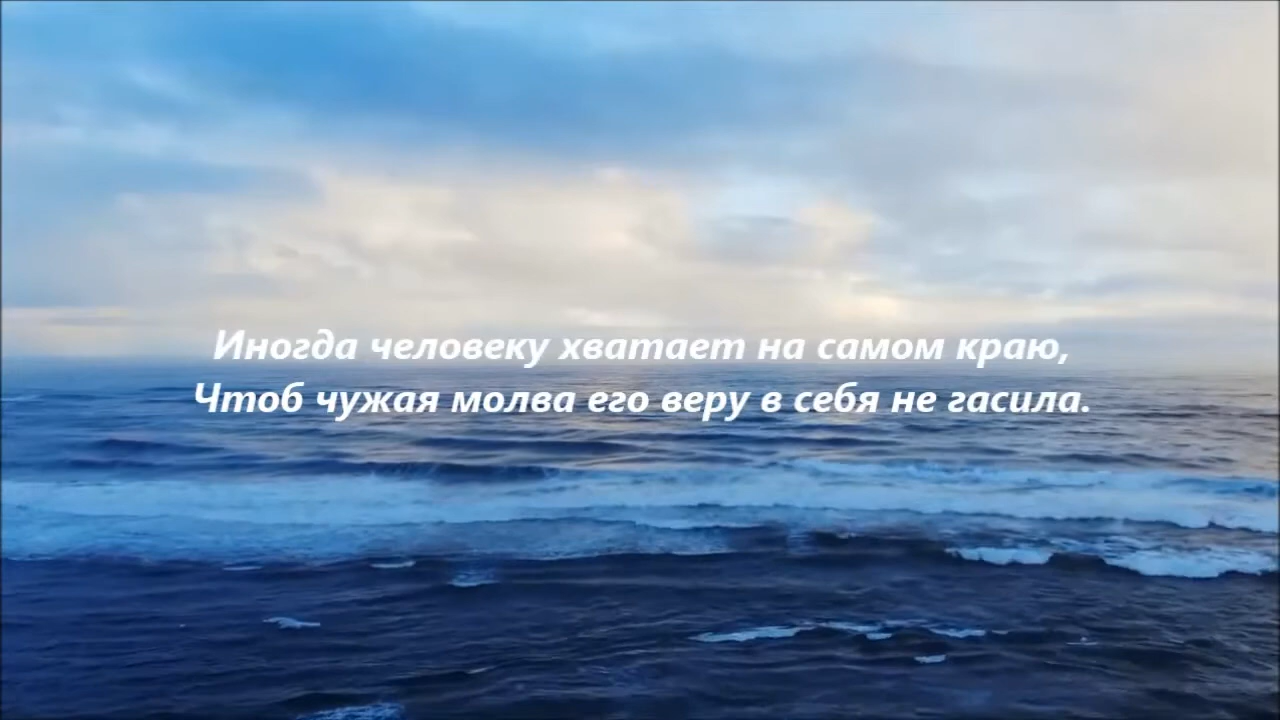 Иногда человеку хватает на самом краю,
Чтоб чужая молва его веру в себя не гасила.